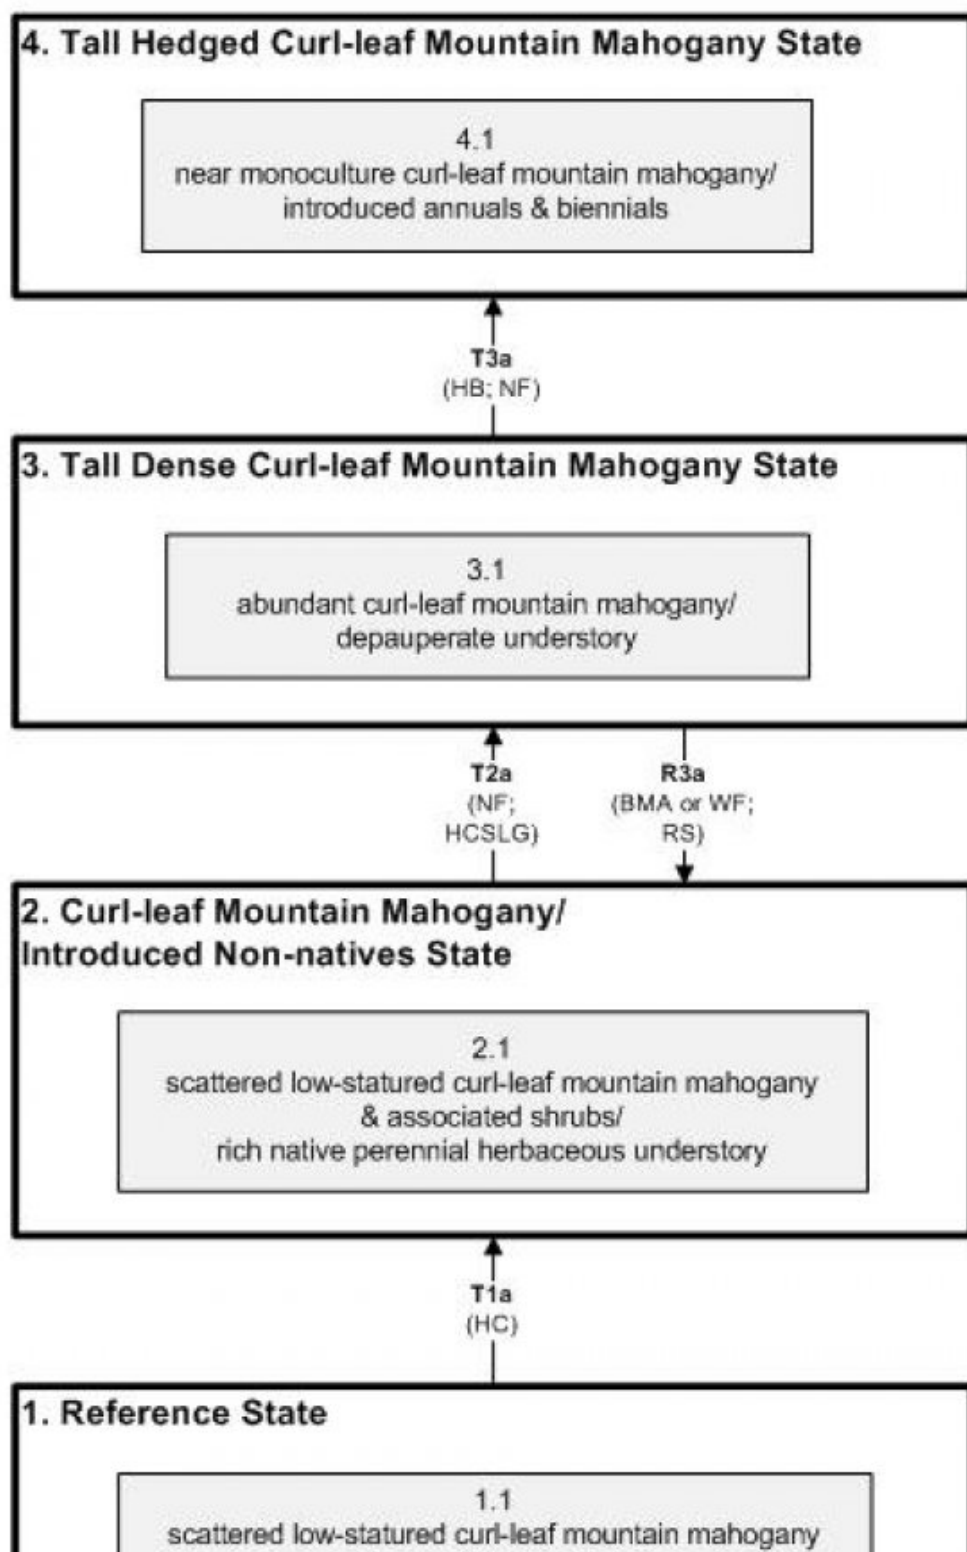 4. Tall Hedged Curl-leaf Mountain Mahogany State
4.1
near monoculture curl-leaf mountain mahogany/
introduced annuals & biennials
T3a
(HB; NF)
3. Tall Dense Curl-leaf Mountain Mahogany State
3.1
abundant curl-leaf mountain mahogany/
depauperate understory
T2a
(NF;
HCSLG)
R3a
(BMA or WF;
RS)
2. Curl-leaf Mountain Mahogany/
Introduced Non-natives State
2.1
scattered low-statured curl-leaf mountain mahogany
& associated shrubs/
rich native perennial herbaceous understory
T1a
(HC)
1. Reference State
1.1
scattered low-statured curl-leaf mountain mahogany